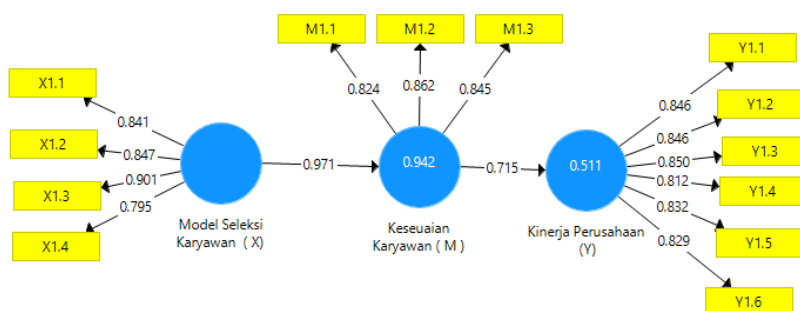 M1.1
M1.2
M1.3
Y1.1
X1.1
0.824
0.862
0.845
0.846
0.841
Y1.2
X1.2
0.847
0.846
Y1.3
0.850
0.971
0.942
0.715
0.511
0.901
X1.3
0.812
Y1.4
0.795
0.832
X1.4
0.829
Y1.5
Model Seleksi
Karyawan ( X)
Keseuaian
Karyawan ( M )
Kinerja Perusahaan
(Y)
Y1.6